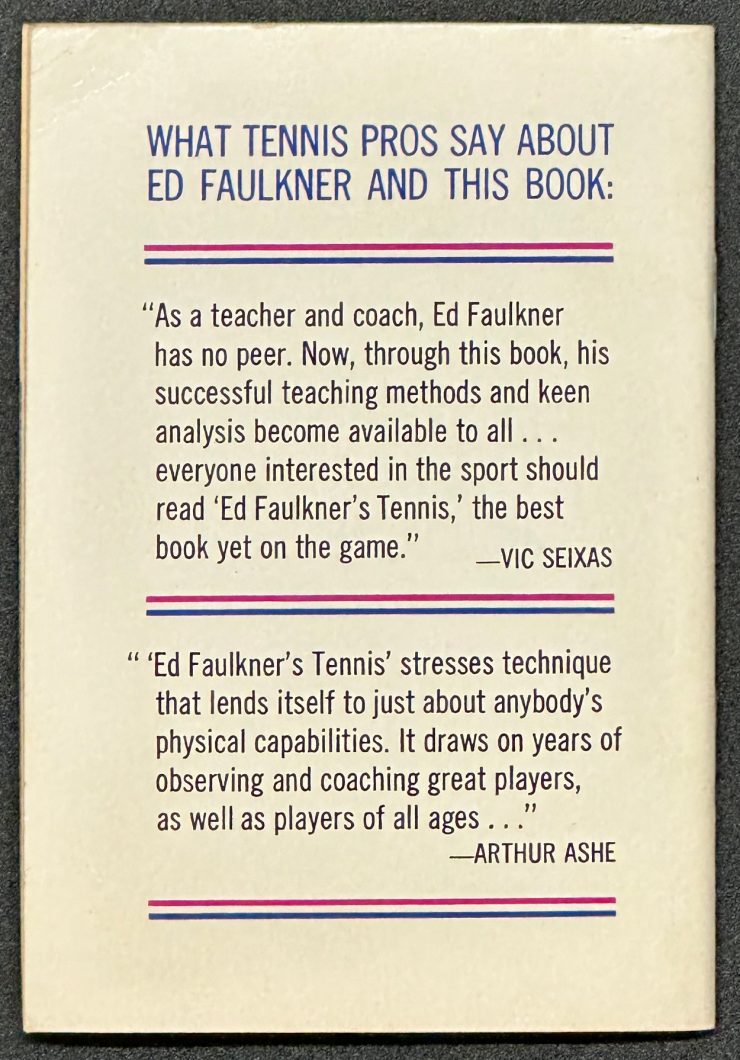 WHAT TENNIS PROS SAY ABOUT
ED FAULKNER AND THIS BOOK:
“As a teacher and coach, Ed Faulkner
has no peer. Now, through this book, his
successful teaching methods and keen
analysis become available to all . . .
everyone interested in the sport should
read ‘Ed Faulkner’s Tennis,’ the best
book yet on the game.”
—VIC SEIXAS
“ ‘Ed Faulkner’s Tennis’ stresses technique
that lends itself to just about anybody’s
physical capabilities. It draws on years of
observing and coaching great players,
as well as players of all ages . . .”
—ARTHUR ASHE